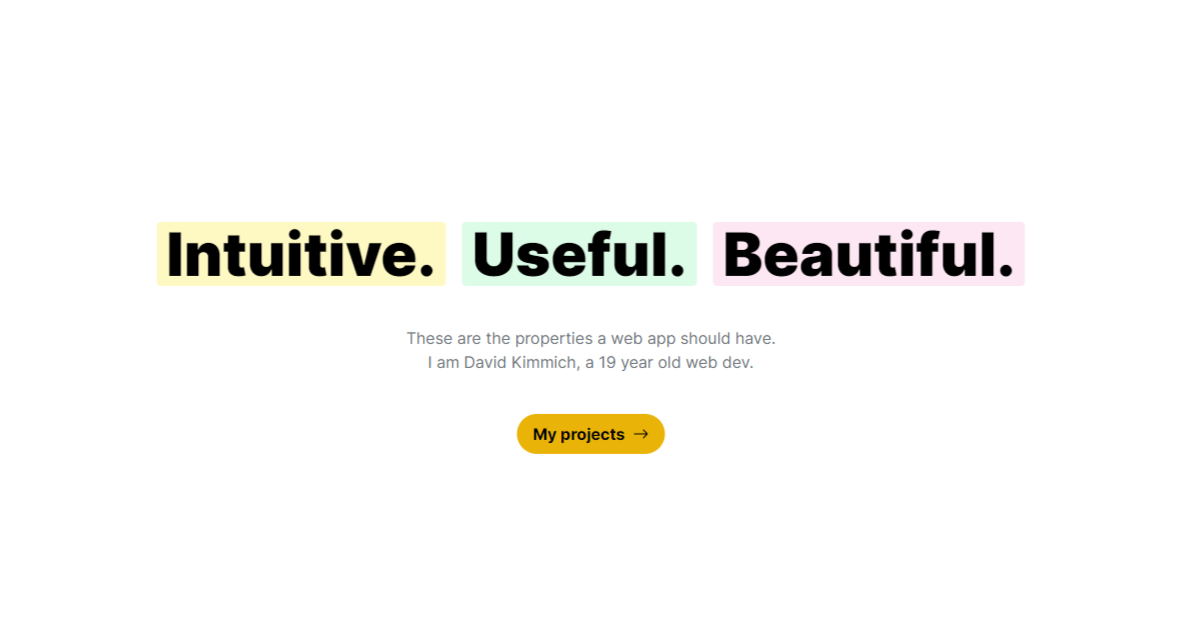 Intuitive. Useful. Beautiful.
These are the properties a web app should have.
I am David Kimmich, a 19 year old web dev.
My projects →